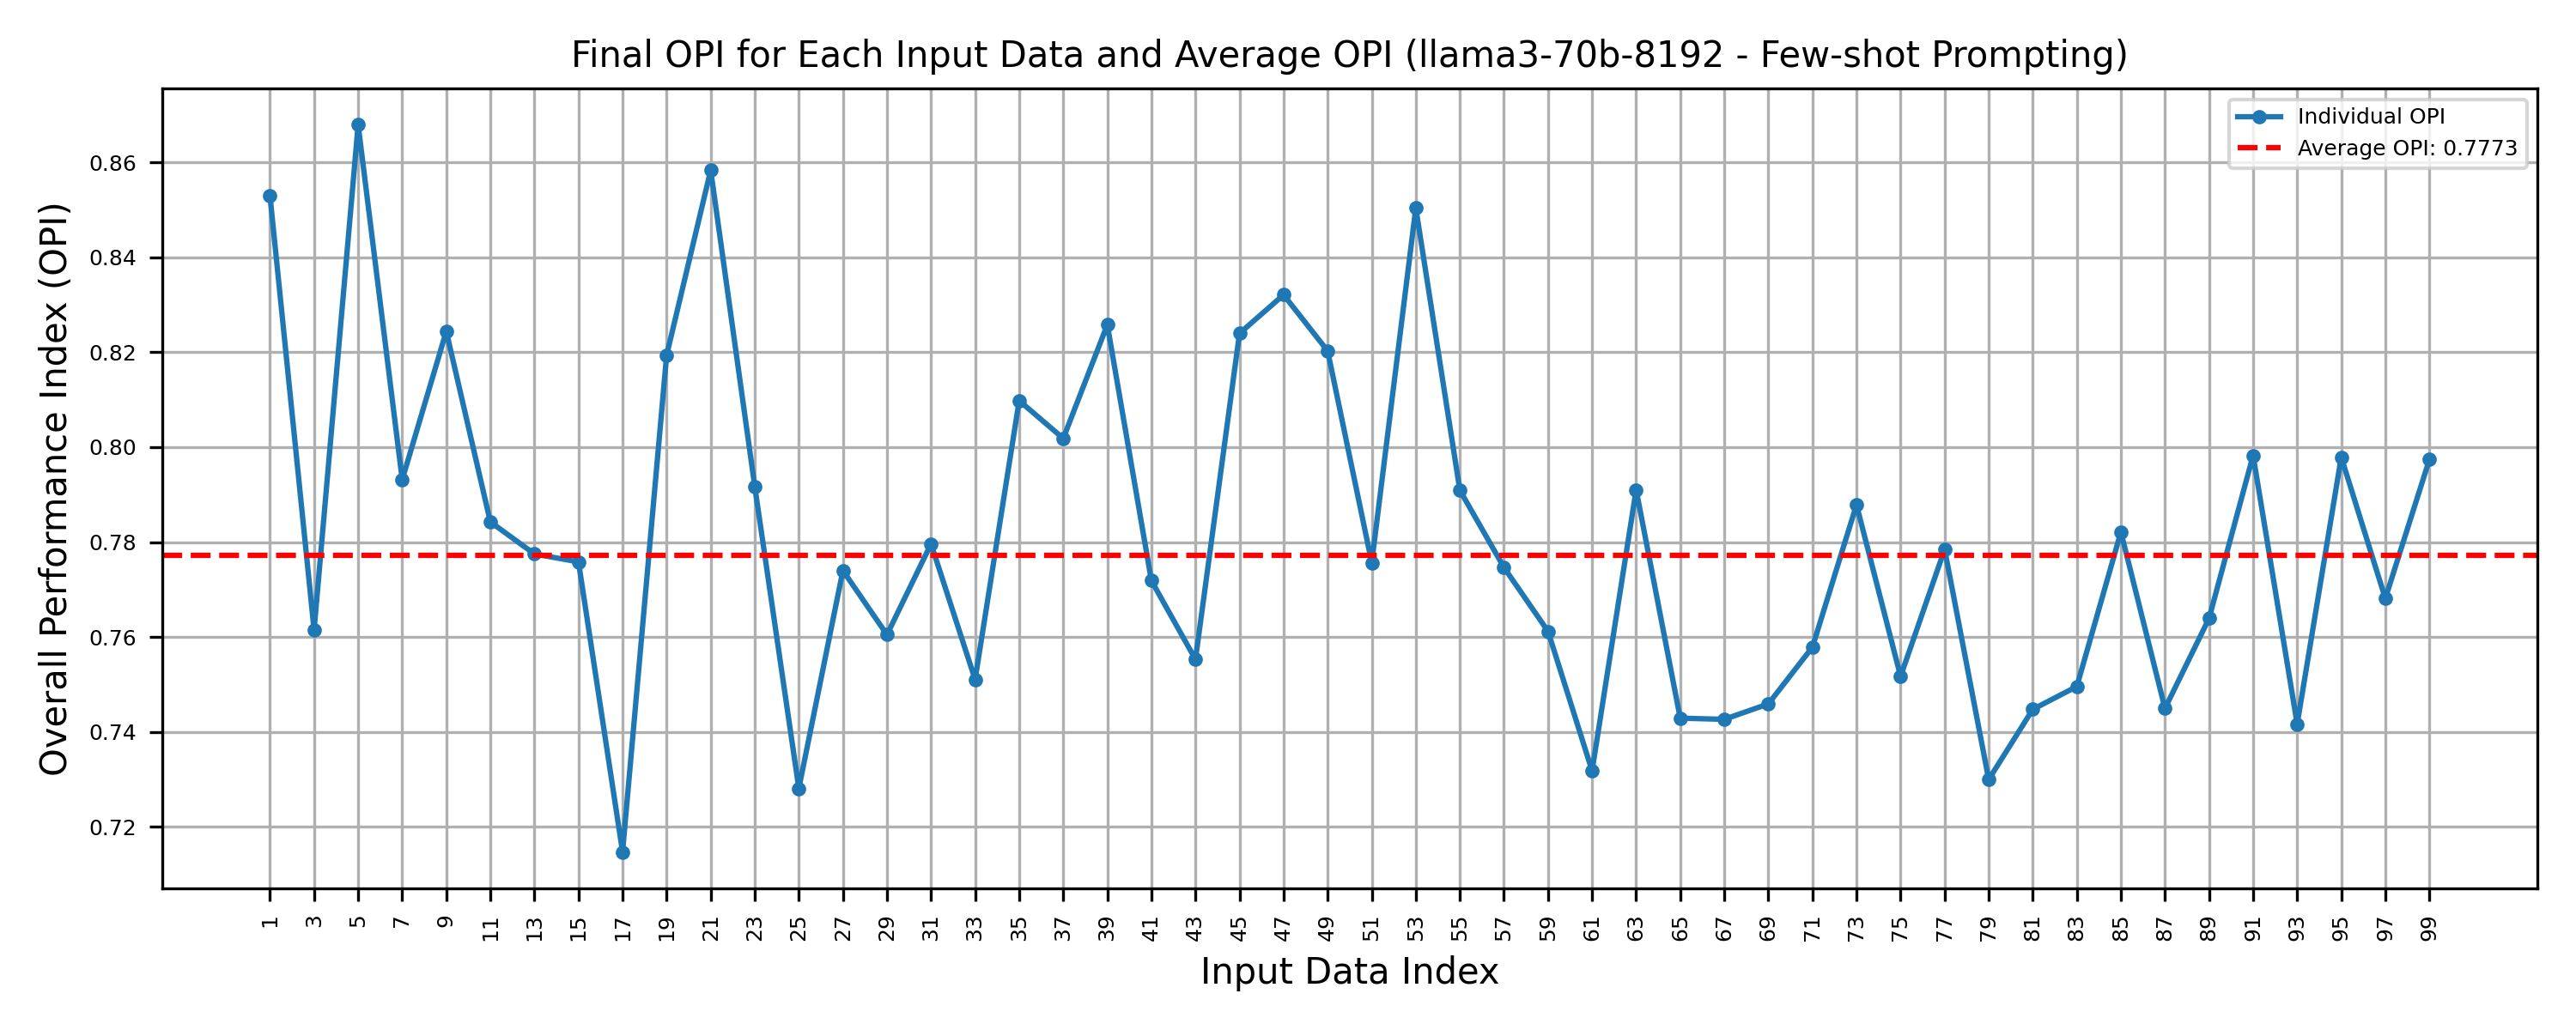 Final OPI for Each Input Data and Average OPI (llama3-70b-8192 - Few-shot Prompting)
Individual OPI
Average OPI: 0.7773
Overall Performance Index (OPI)
0.86
0.84
0.82
0.80
0.78
0.76
0.74
0.72
1 3 5 7 9 11 13 15 17 19 21 23 25 27 29 31 33 35 37 39 41 43 45 47 49 51 53 55 57 59 61 63 65 67 69 71 73 75 77 79 81 83 85 87 89 91 93 95 97 99
Input Data Index